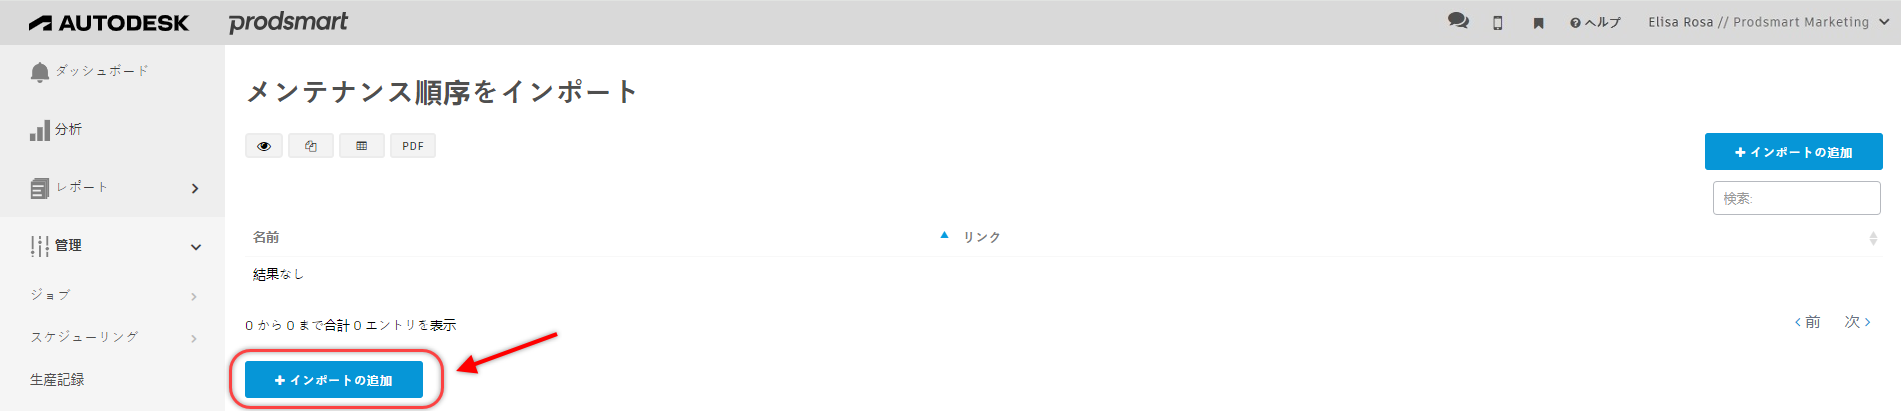 AUTODESK prodsmart ヘルプ Elisa Rosa // Prodsmart Marketing
ダッシュボード
分析
レポート
管理
ジョブ
スケジューリング
生産記録
メンテナンス順序をインポート
PDF
+ インポートの追加
検索:
名前 リンク
結果なし
0 から 0 まで合計 0 エントリを表示
前 次
+ インポートの追加